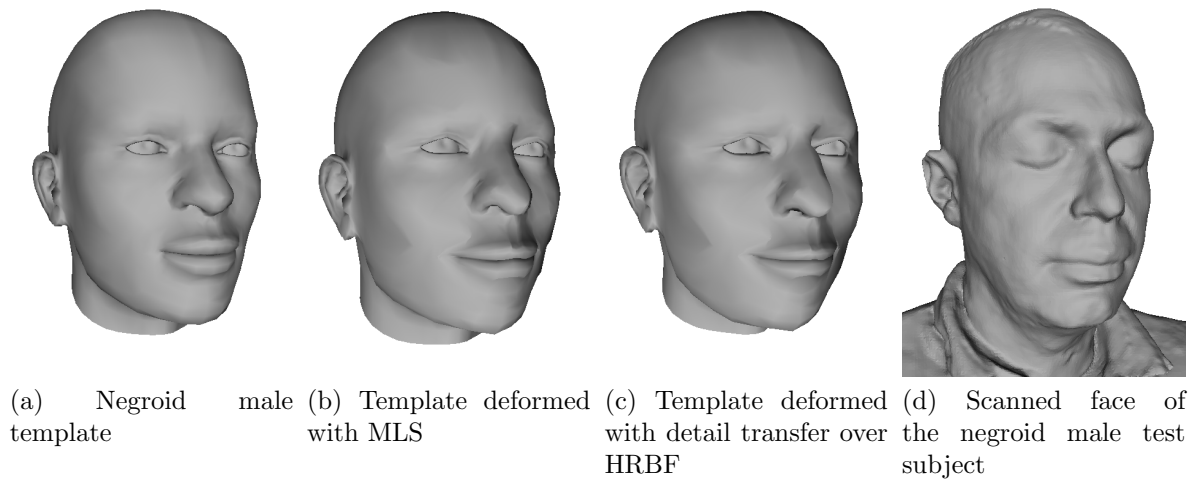 (a) Negroid male
template
(b) Template deformed
with MLS
(c) Template deformed
with detail transfer over
HRBF
(d) Scanned face of
the negroid male test
subject